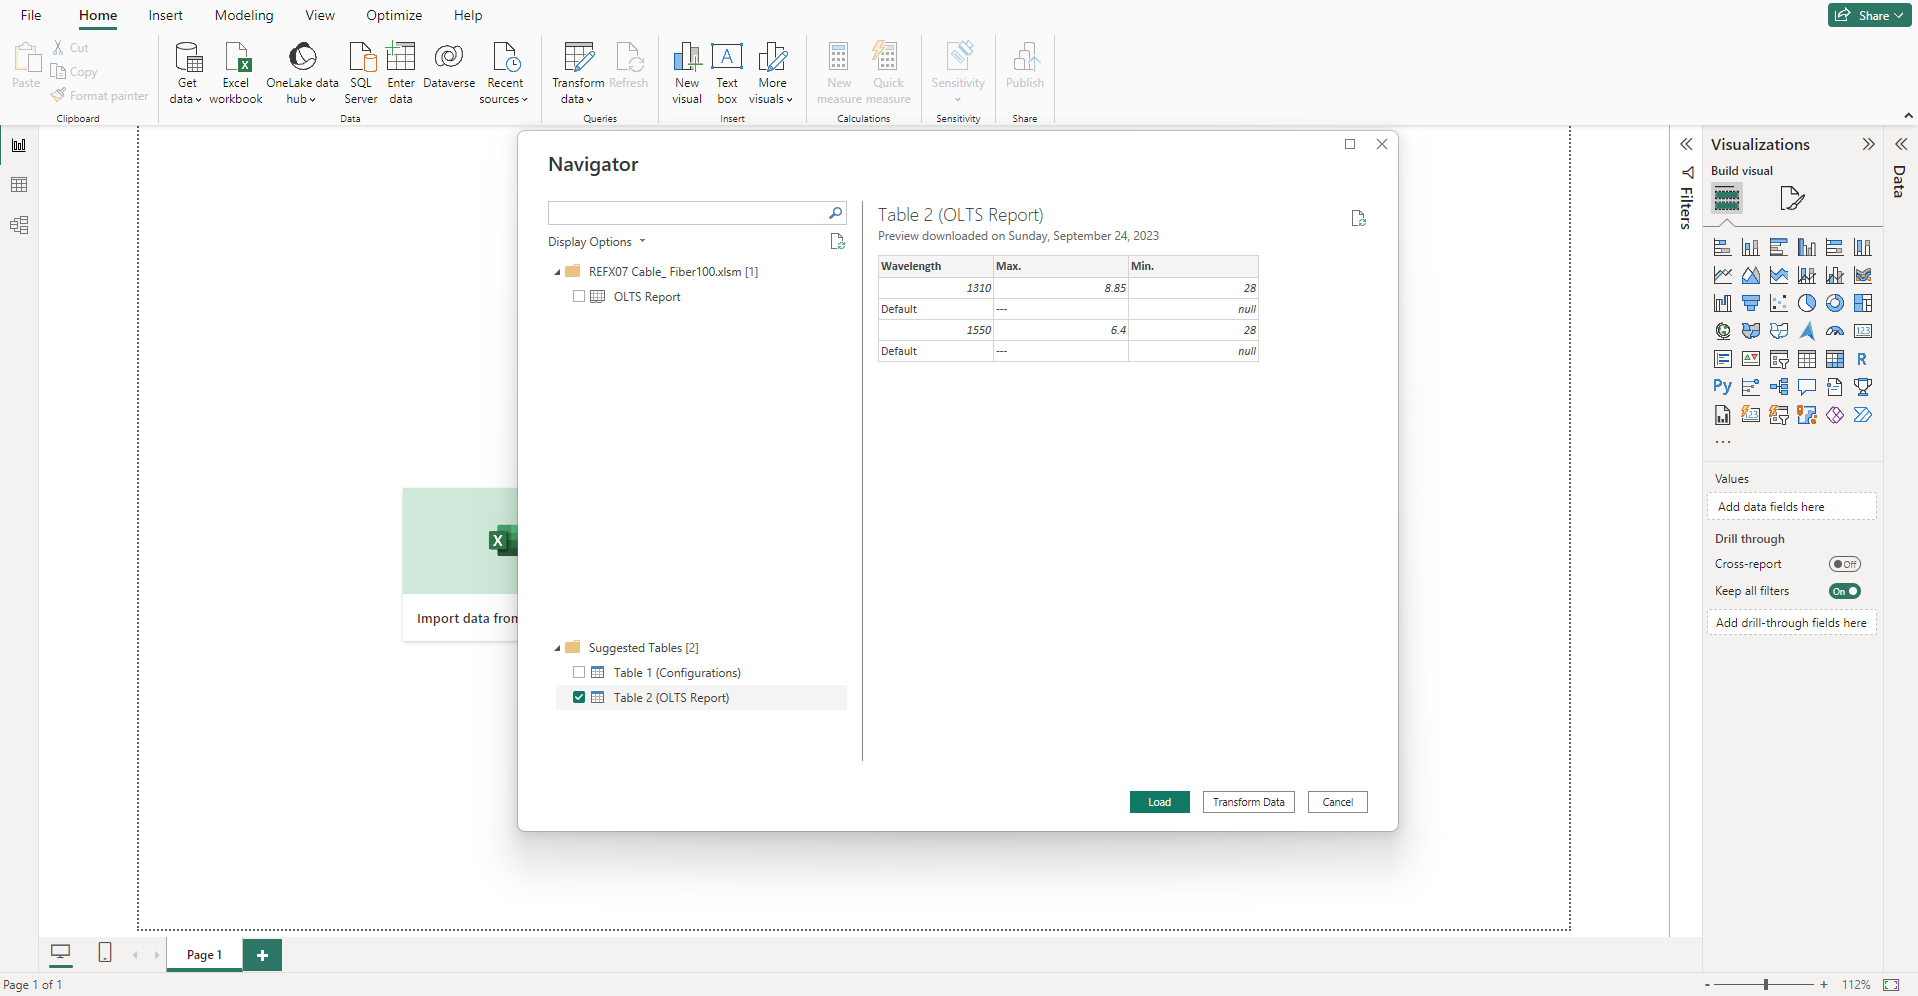 File Home Insert Modeling View Optimize Help
Share
Paste
Cut
Copy
Format painter
Clipboard
Get data
Excel workbook
OneLake data hub
SQL Server
Enter data
Dataverse
Recent sources
Data
Transform data
Refresh
Queries
New visual
A
Text box
More visuals
Insert
New measure
Quick measure
Calculations
Sensitivity
Sensitivity
Publish
Share
Navigator
Display Options
REFX07 Cable_ Fiber100.xlsm [1]
OLTS Report
Suggested Tables [2]
Table 1 (Configurations)
Table 2 (OLTS Report)
Table 2 (OLTS Report)
Preview downloaded on Sunday, September 24, 2023
Wavelength Max. Min.
1310 8.85 28
Default --- null
1550 6.4 28
Default --- null
Load Transform Data Cancel
X
Import data from
Filters
Visualizations
Build visual
123
R
Py
123
...
Values
Add data fields here
Drill through
Cross-report Off
Keep all filters On
Add drill-through fields here
Data
Page 1 +
Page 1 of 1
- + 112%